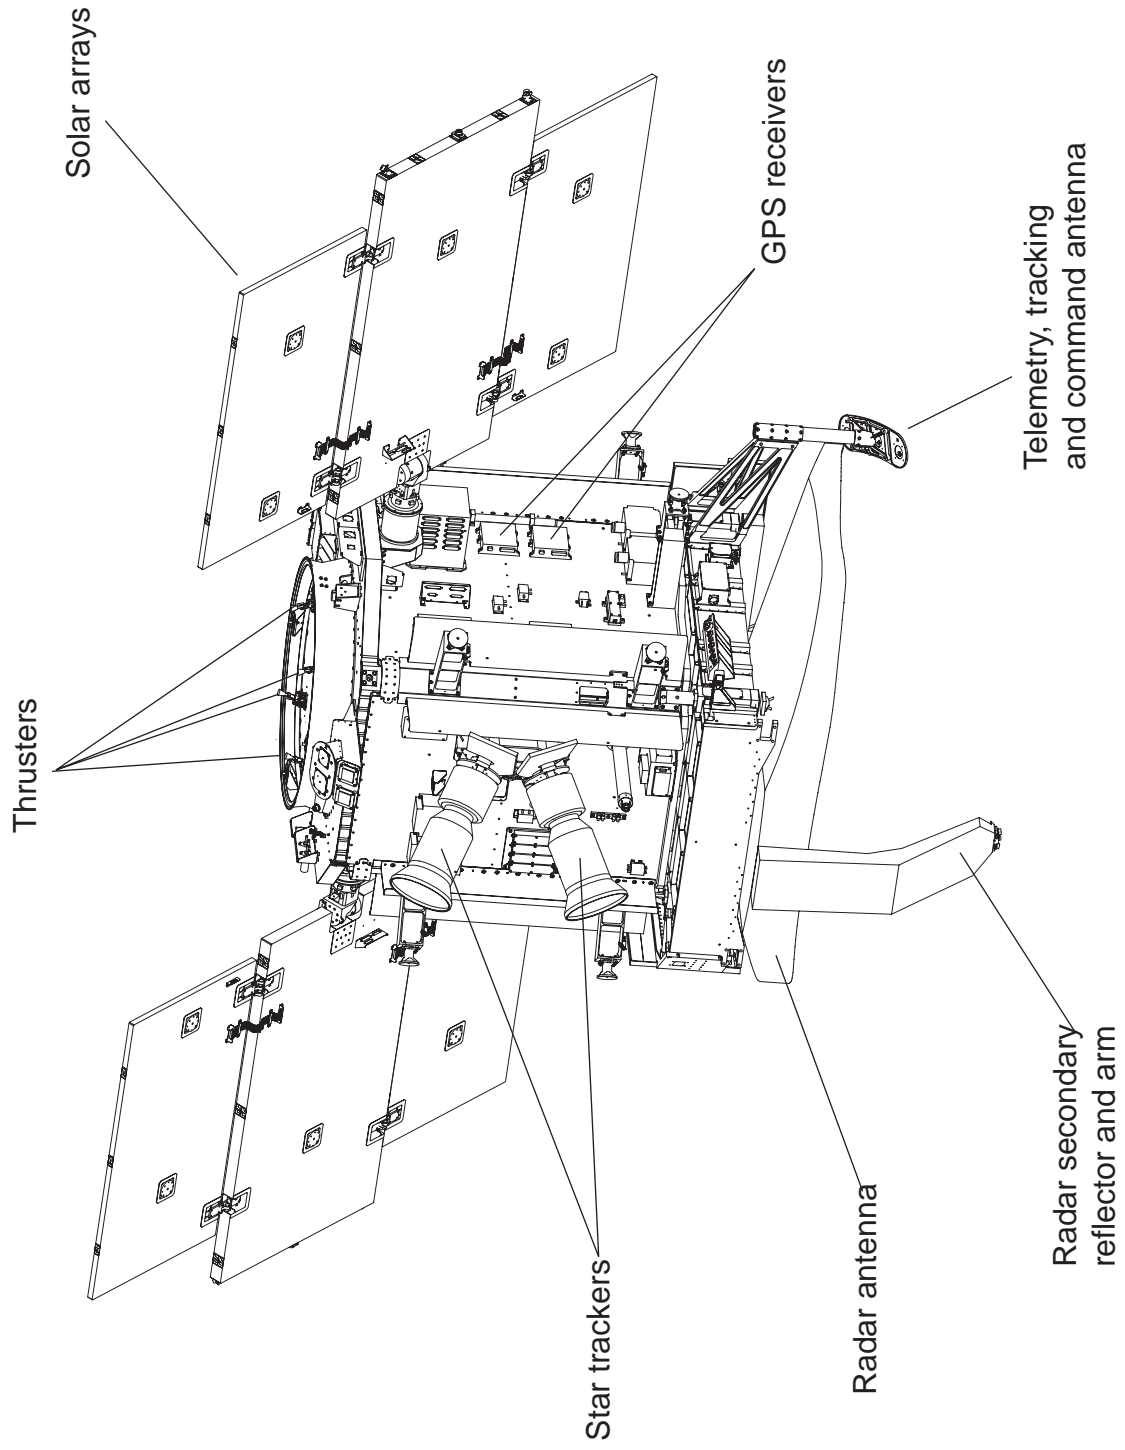 Solar arrays
Thrusters
GPS receivers
Telemetry, tracking
and command antenna
Star trackers
Radar antenna
Radar secondary
reflector and arm